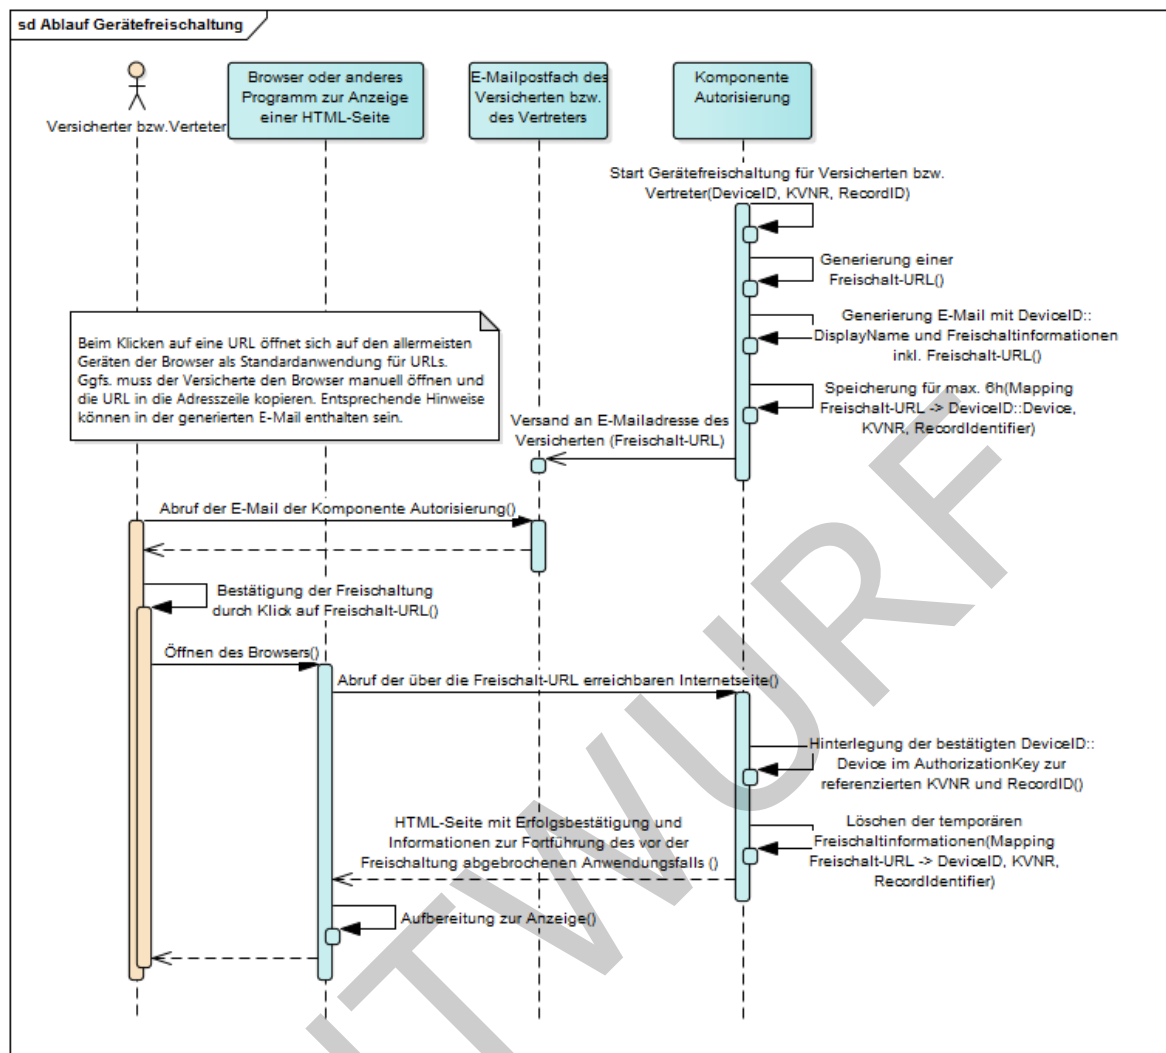 sd Ablauf Gerätefreischaltung
Versicherter bzw.Verteter
Browser oder anderes
Programm zur Anzeige
einer HTML-Seite
E-Mailpostfach des
Versicherten bzw.
des Vertreters
Komponente
Autorisierung
Start Gerätefreischaltung für Versicherten bzw.
Vertreter(DeviceID, KVNR, RecordID)
Generierung einer
Freischalt-URL()
Generierung E-Mail mit DeviceID::
DisplayName und Freischaltinformationen
inkl. Freischalt-URL()
Beim Klicken auf eine URL öffnet sich auf den allermeisten
Geräten der Browser als Standardanwendung für URLs.
Ggfs. muss der Versicherte den Browser manuell öffnen und
die URL in die Adresszeile kopieren. Entsprechende Hinweise
können in der generierten E-Mail enthalten sein.
Speicherung für max. 6h(Mapping
Freischalt-URL -> DeviceID::Device,
KVNR, RecordIdentifier)
Versand an E-Mailadresse des
Versicherten (Freischalt-URL)
Abruf der E-Mail der Komponente Autorisierung()
Bestätigung der Freischaltung
durch Klick auf Freischalt-URL()
Öffnen des Browsers()
Abruf der über die Freischalt-URL erreichbaren Internetseite()
Hinterlegung der bestätigten DeviceID::
Device im AuthorizationKey zur
referenzierten KVNR und RecordID()
Löschen der temporären
Freischaltinformationen(Mapping
Freischalt-URL -> DeviceID, KVNR,
RecordIdentifier)
HTML-Seite mit Erfolgsbestätigung und
Informationen zur Fortführung des vor der
Freischaltung abgebrochenen Anwendungsfalls ()
Aufbereitung zur Anzeige()
NTWURF